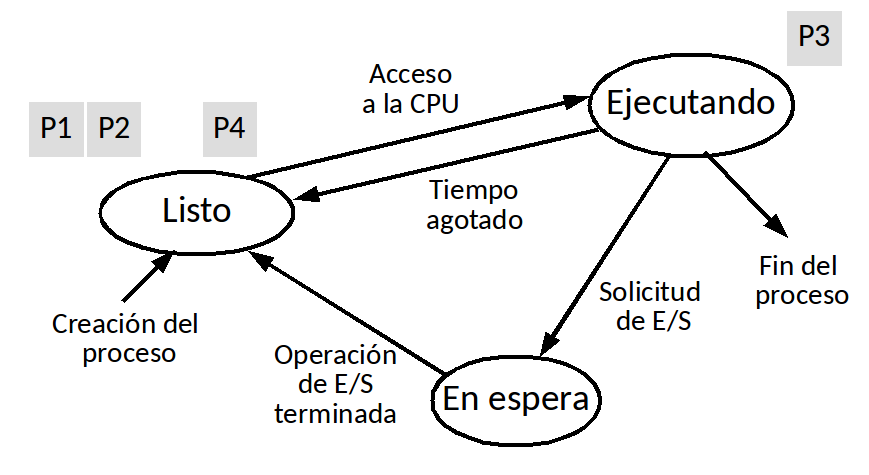 P3
Acceso
a la CPU
Ejecutando
P1 P2 P4
Listo
Tiempo
agotado
Creación del
proceso
Operación
de E/S
terminada
En espera
Solicitud
de E/S
Fin del
proceso